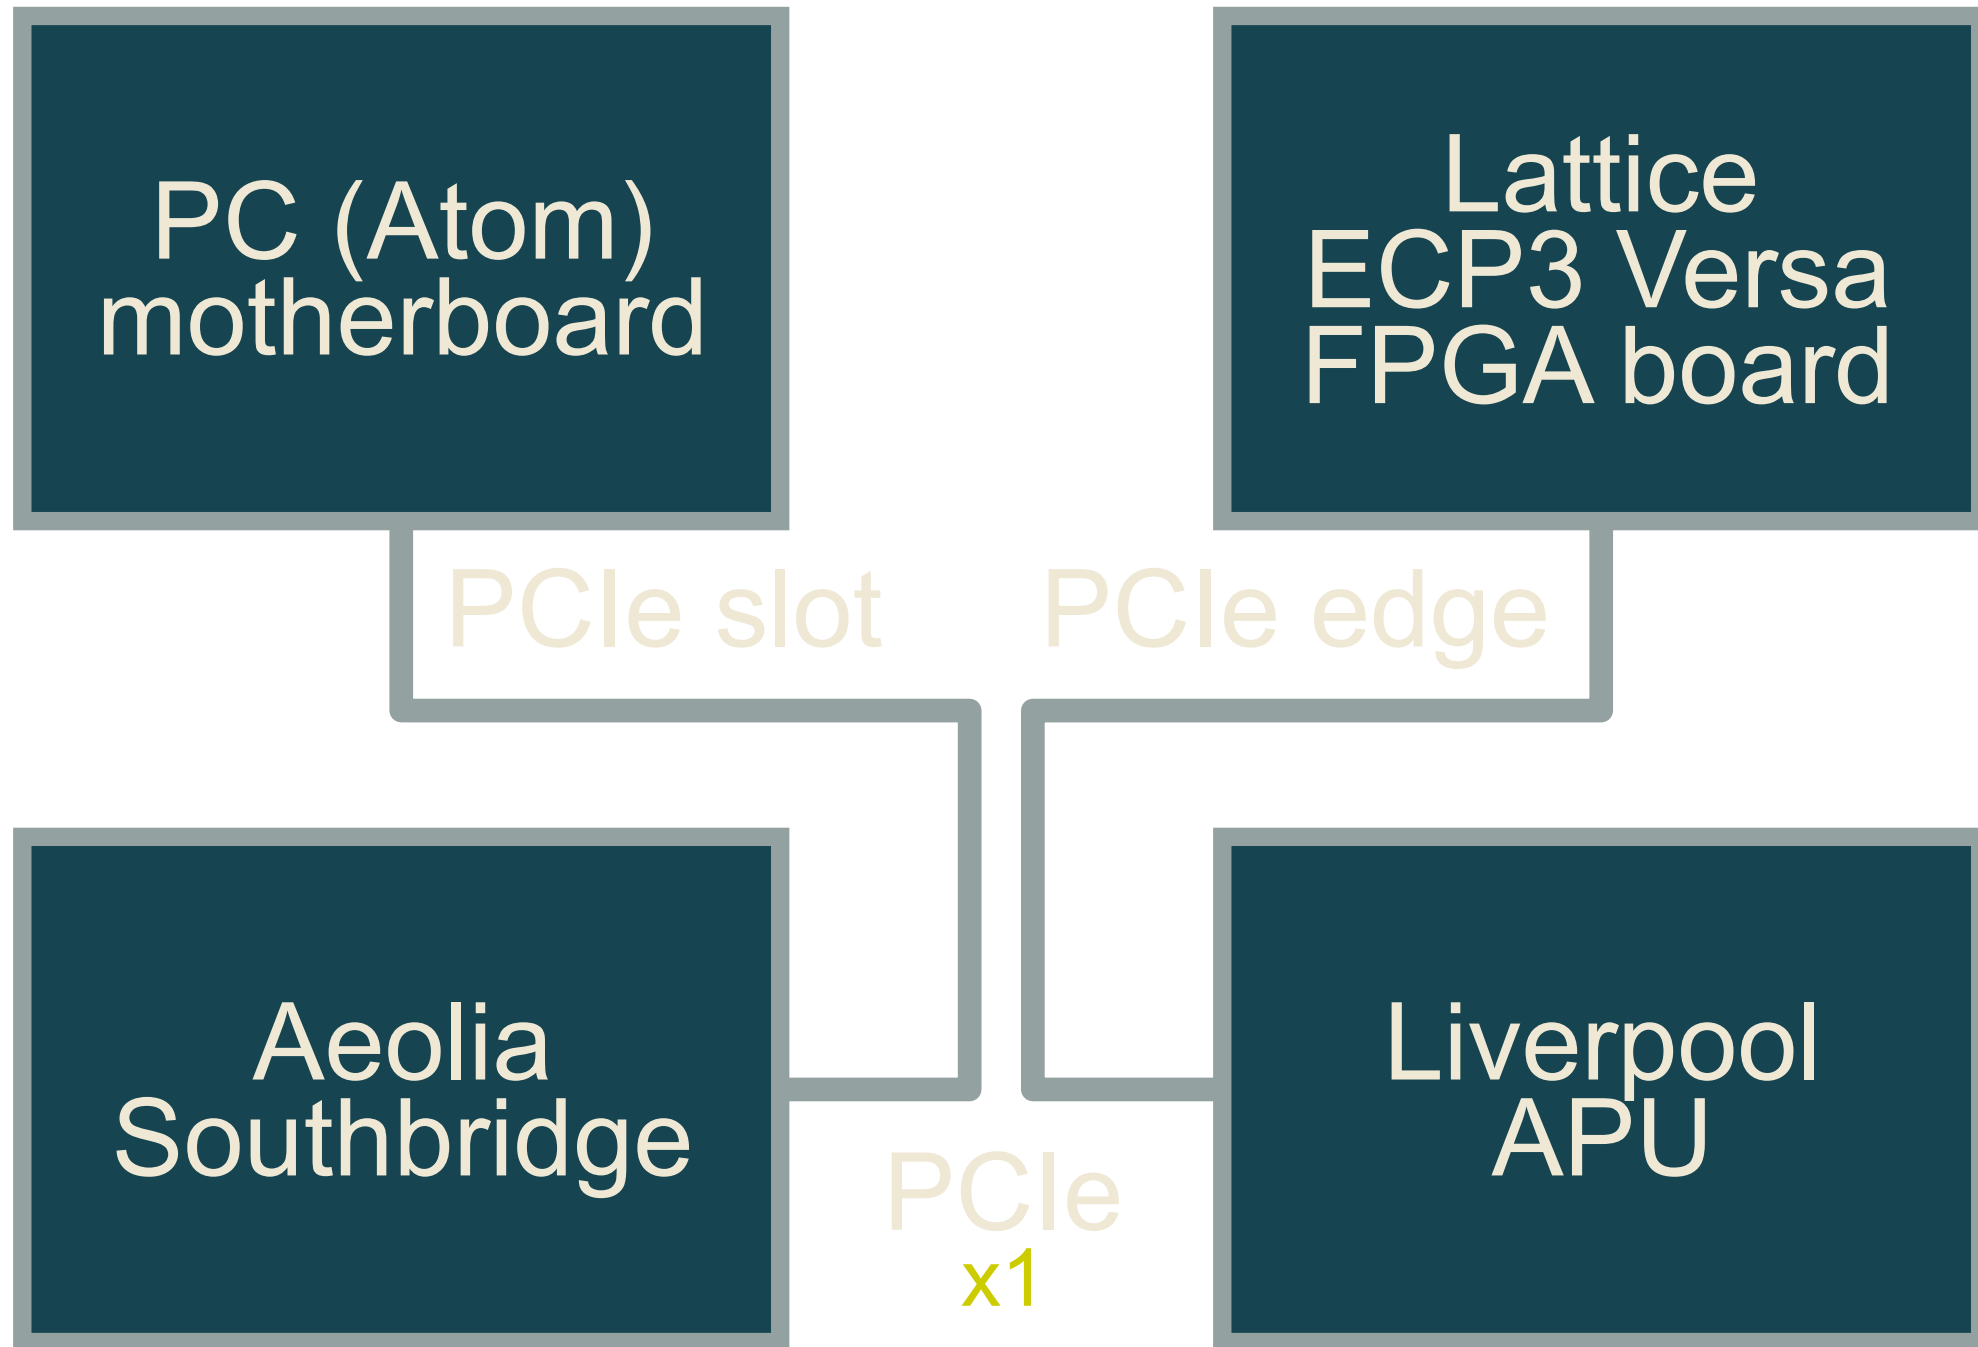 PC (Atom)
motherboard
Lattice
ECP3 Versa
FPGA board
PCIe slot
PCIe edge
Aeolia
Southbridge
Liverpool
APU
PCIe
x1